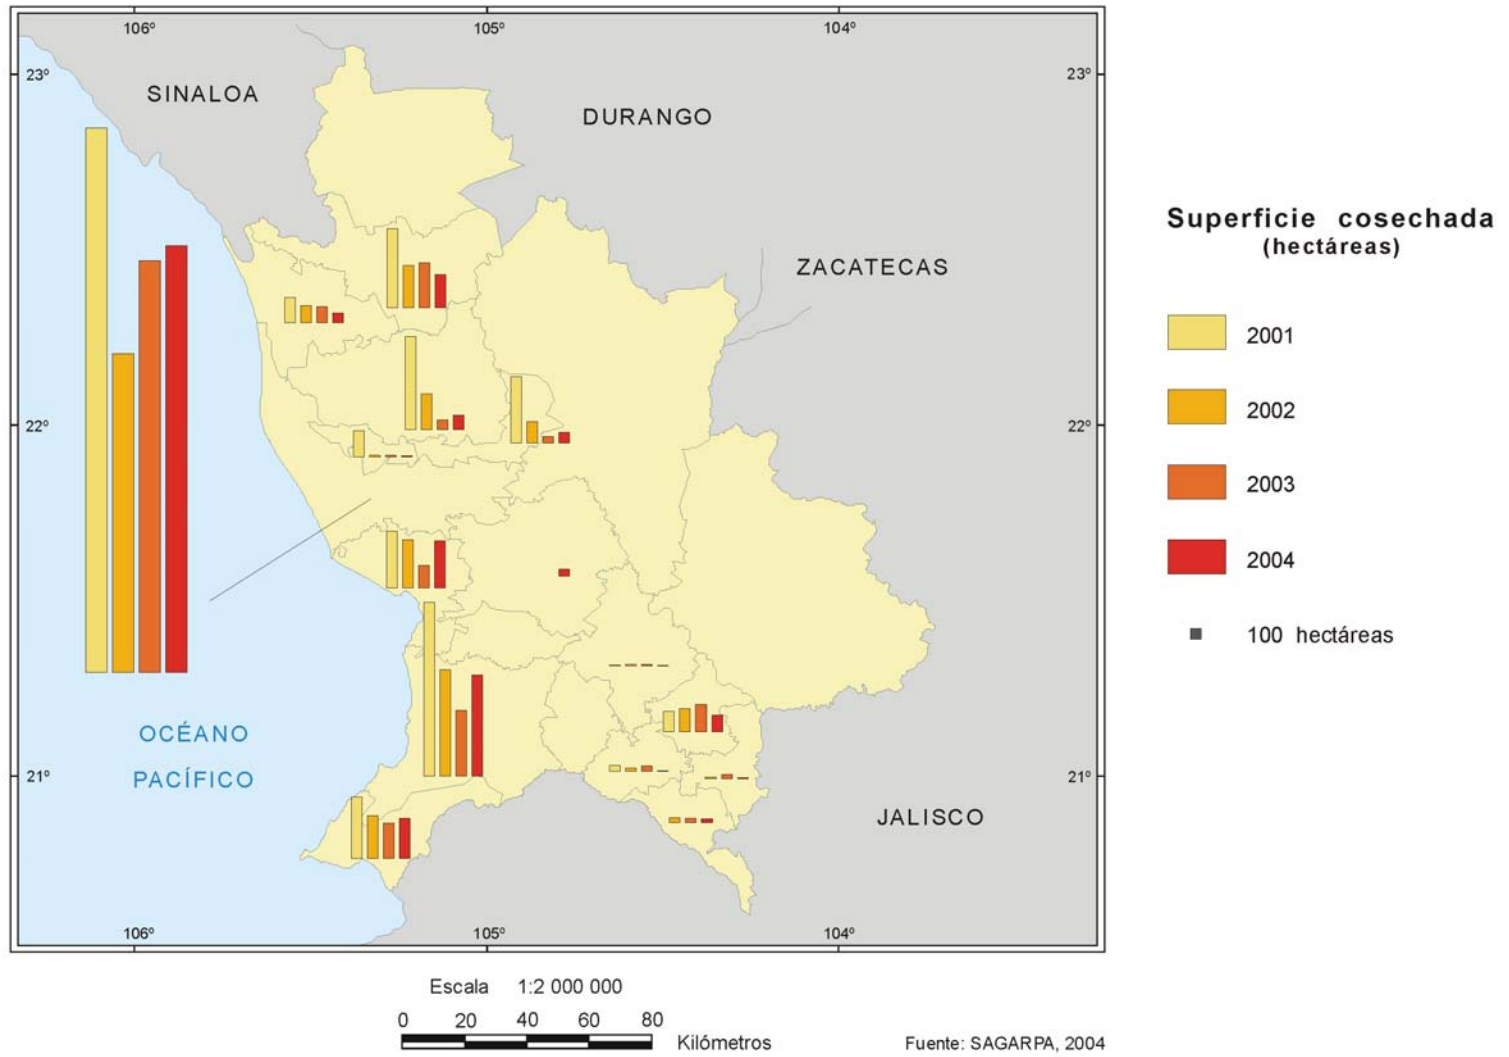 106º 105º 104º
23º 23º
SINALOA
DURANGO
ZACATECAS
22º 22º
OCÉANO
PACÍFICO
21º 21º
JALISCO
106º 105º 104º
Superficie cosechada
(hectáreas)
2001
2002
2003
2004
100 hectáreas
Escala 1:2 000 000
0 20 40 60 80
Kilómetros
Fuente: SAGARPA, 2004